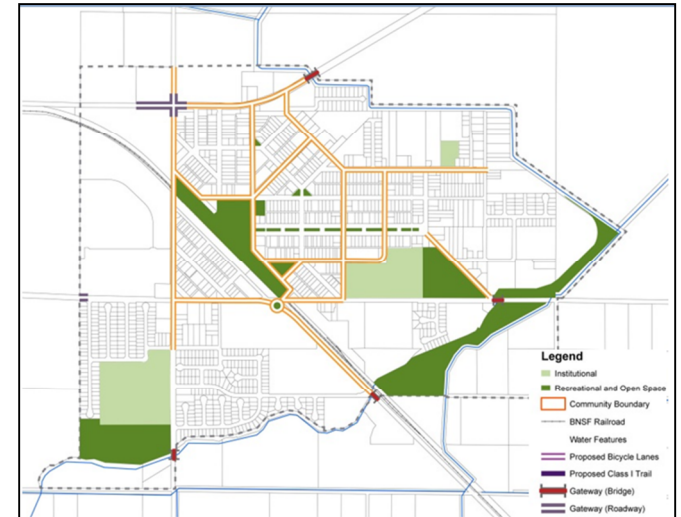 Legend
Institutional
Recreational and Open Space
Community Boundary
BNSF Railroad
Water Features
Proposed Bicycle Lanes
Proposed Class I Trail
Gateway (Bridge)
Gateway (Roadway)